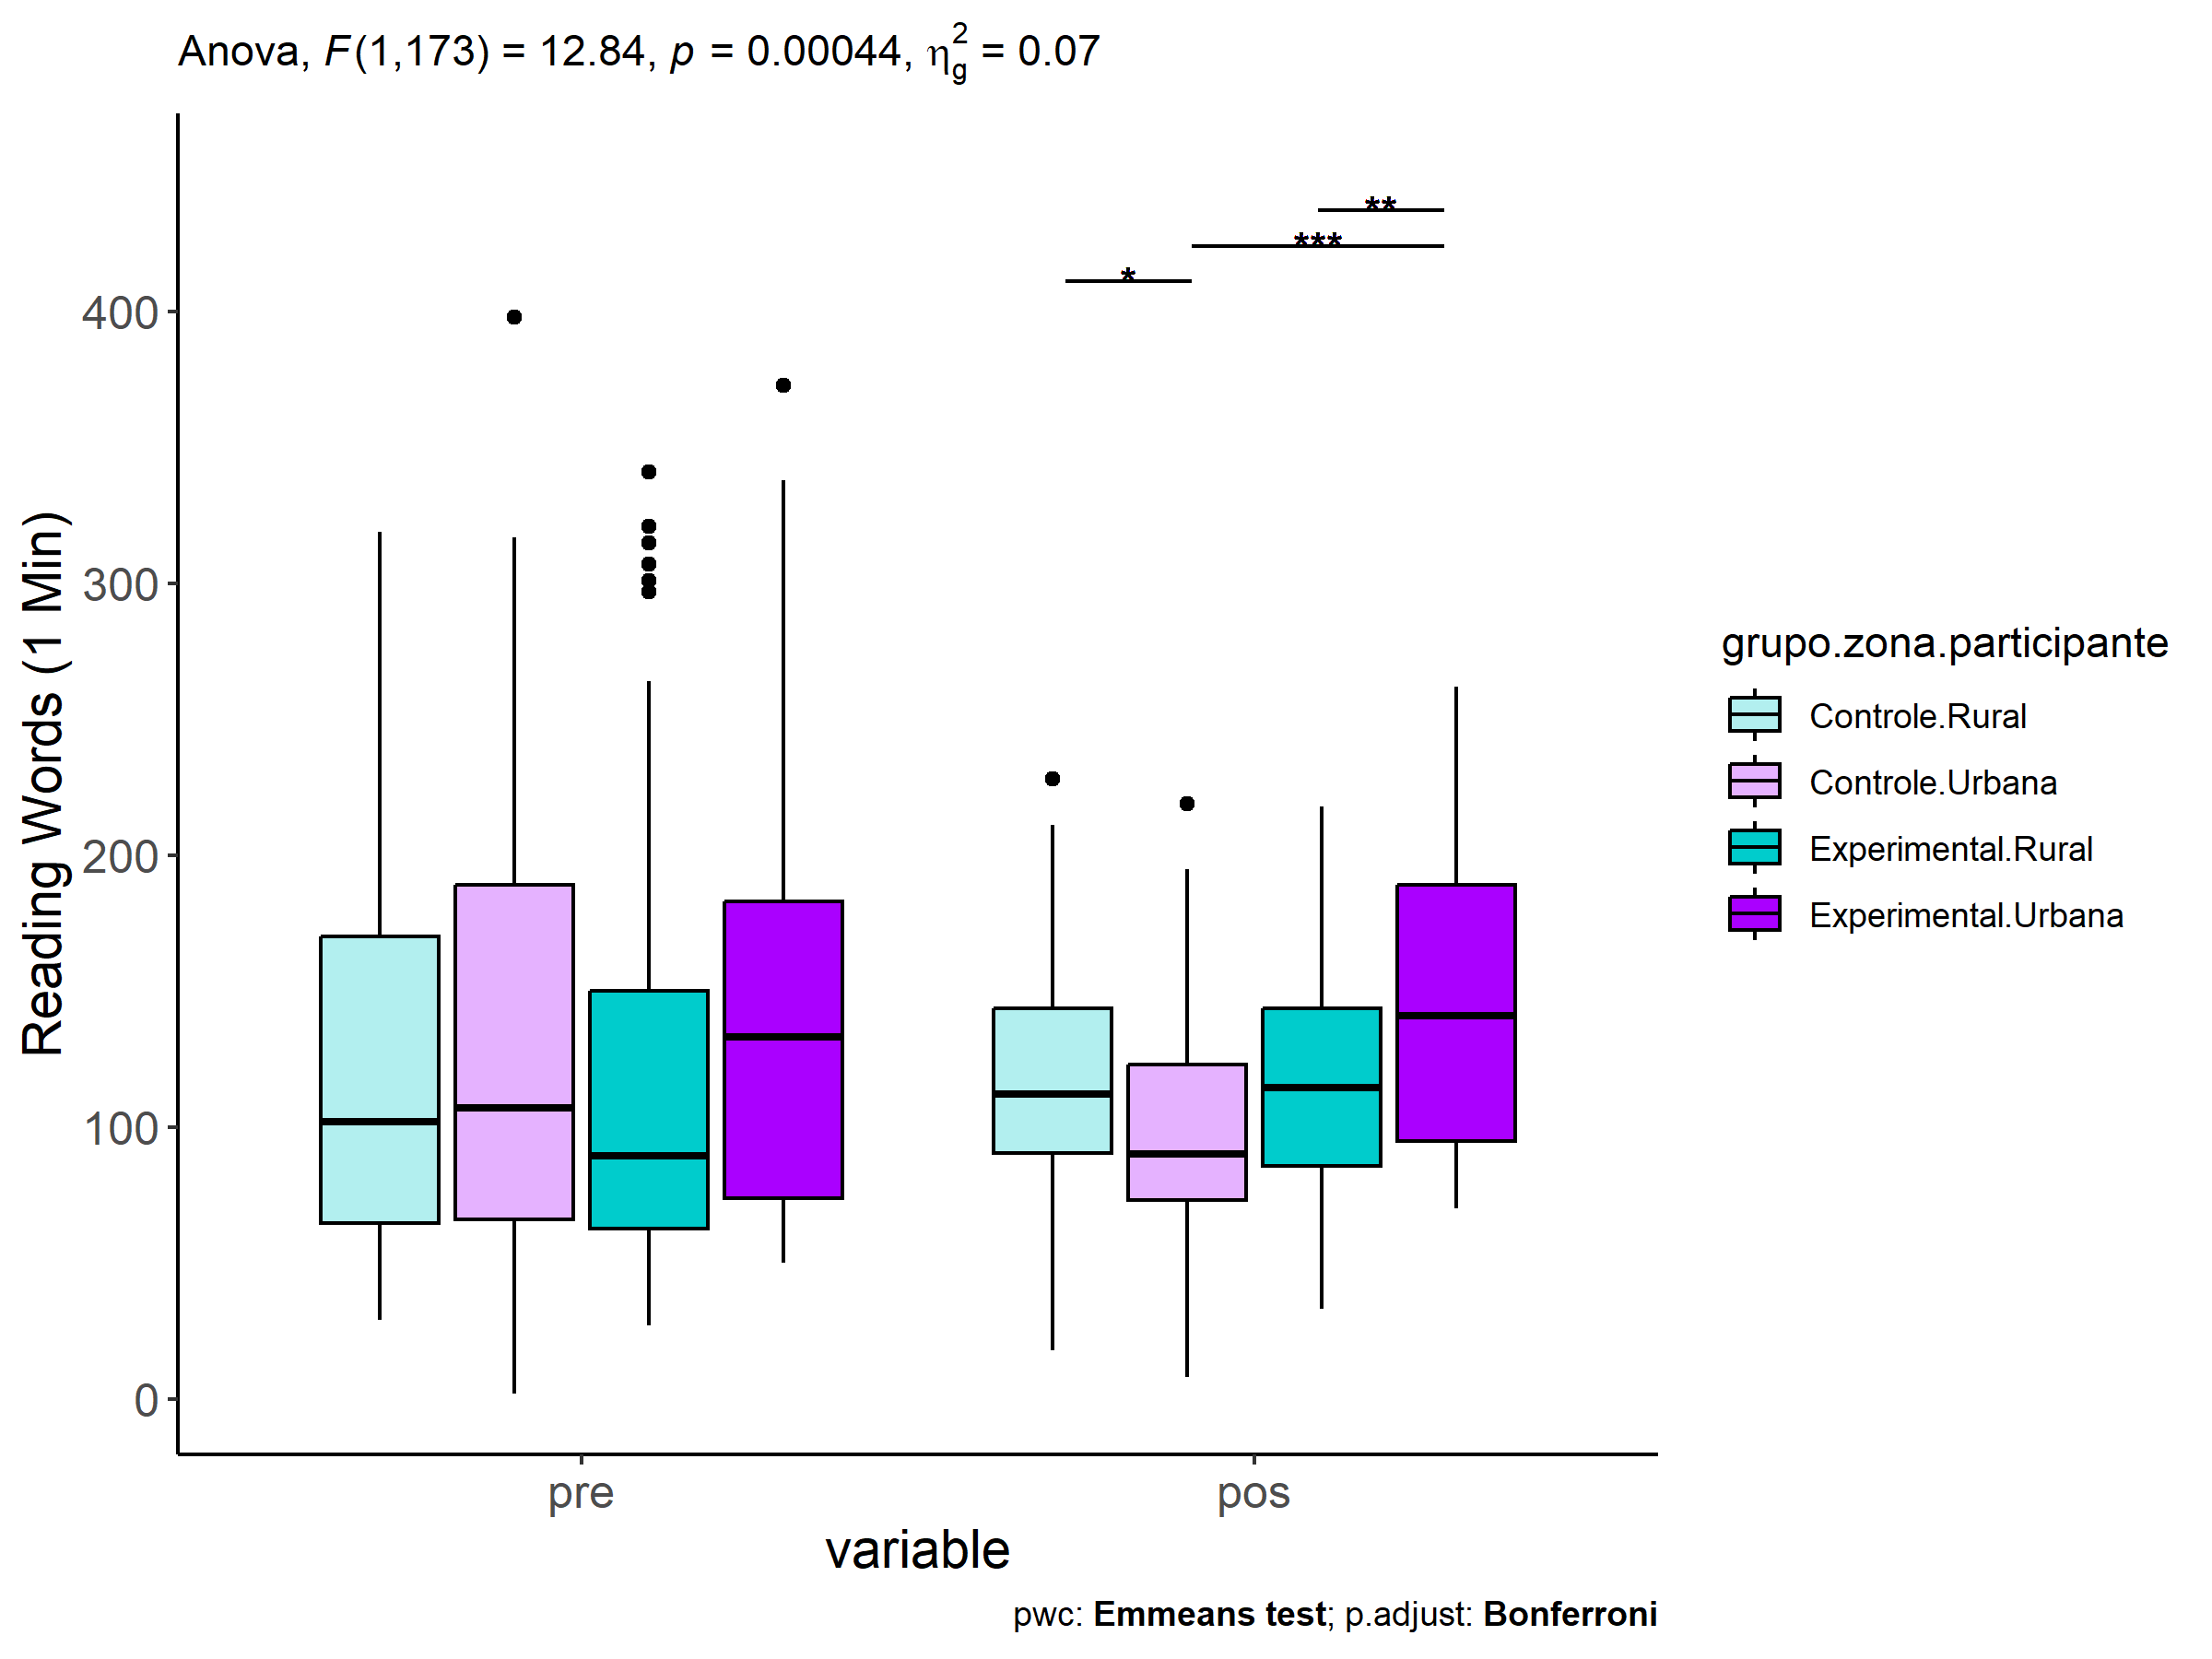 Anova, F(1,173) = 12.84, p = 0.00044, η²g = 0.07
**
***
*
Reading Words (1 Min)
400
300
200
100
0
pre
pos
variable
grupo.zona.participante
Controle.Rural
Controle.Urbana
Experimental.Rural
Experimental.Urbana
pwc: Emmeans test; p.adjust: Bonferroni